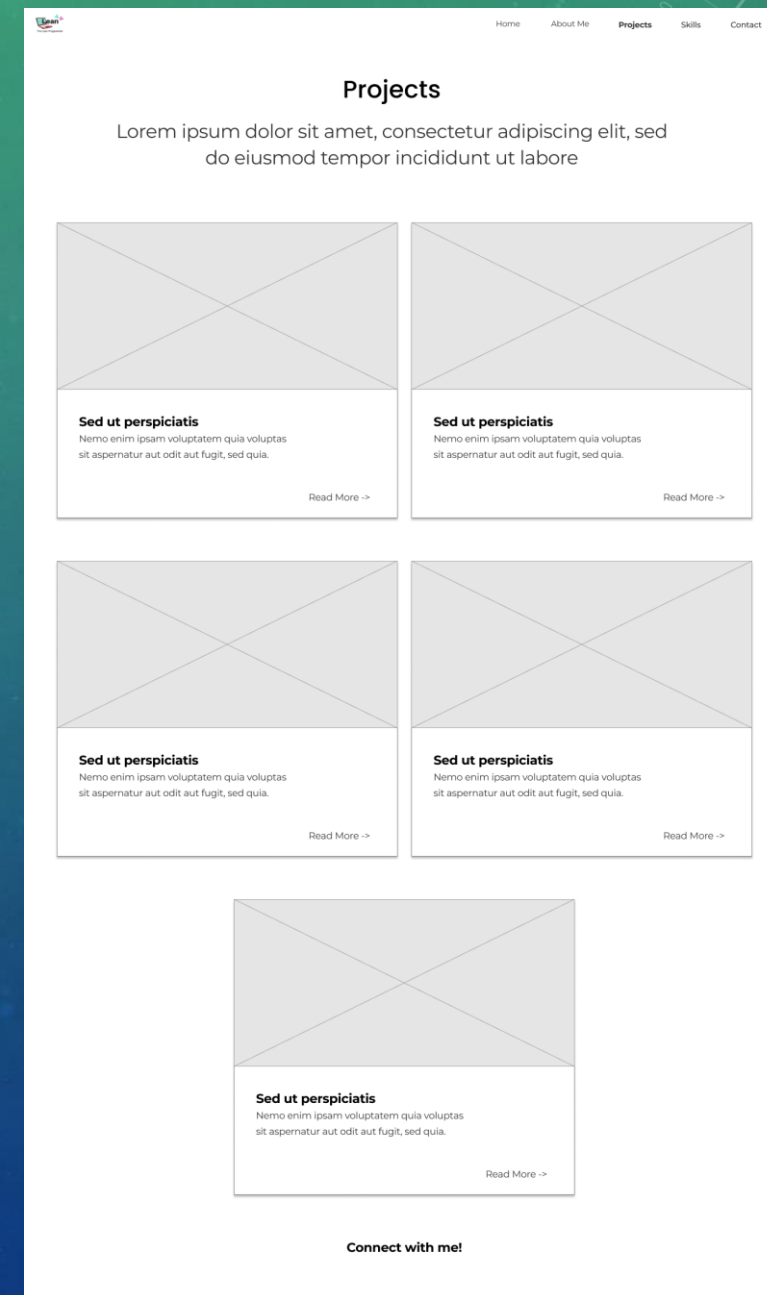 Lean
Home About Me Projects Skills Contact
Projects
Lorem ipsum dolor sit amet, consectetur adipiscing elit, sed
do eiusmod tempor incididunt ut labore
Sed ut perspiciatis
Nemo enim ipsam voluptatem quia voluptas
sit aspernatur aut odit aut fugit, sed quia.
Read More ->
Sed ut perspiciatis
Nemo enim ipsam voluptatem quia voluptas
sit aspernatur aut odit aut fugit, sed quia.
Read More ->
Sed ut perspiciatis
Nemo enim ipsam voluptatem quia voluptas
sit aspernatur aut odit aut fugit, sed quia.
Read More ->
Sed ut perspiciatis
Nemo enim ipsam voluptatem quia voluptas
sit aspernatur aut odit aut fugit, sed quia.
Read More ->
Sed ut perspiciatis
Nemo enim ipsam voluptatem quia voluptas
sit aspernatur aut odit aut fugit, sed quia.
Read More ->
Connect with me!